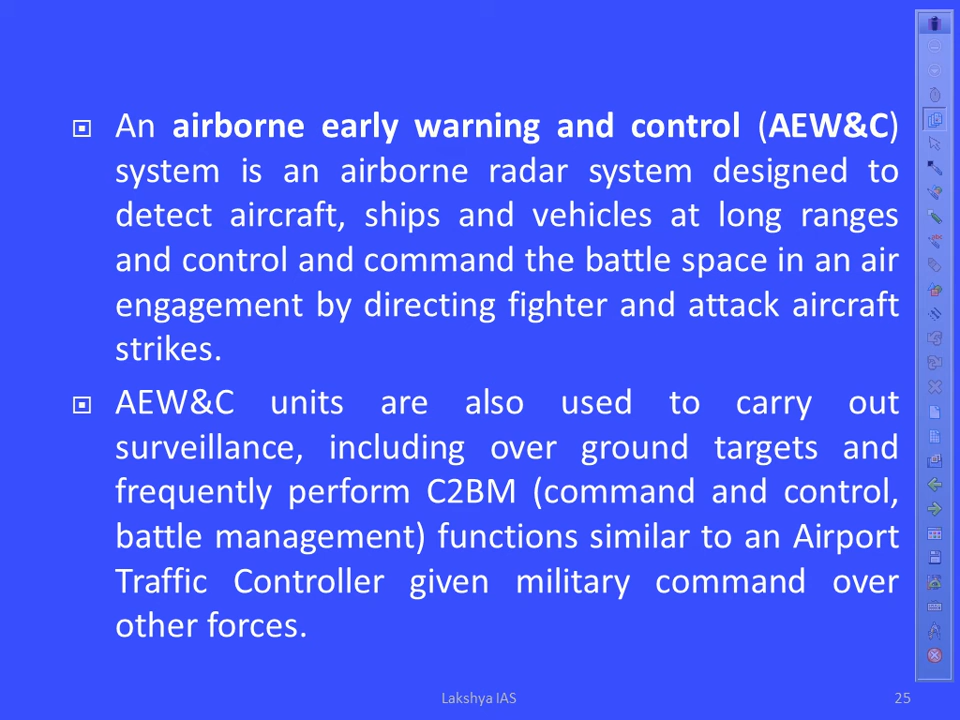 An airborne early warning and control (AEW&C)
system is an airborne radar system designed to
detect aircraft, ships and vehicles at long ranges
and control and command the battle space in an air
engagement by directing fighter and attack aircraft
strikes.
AEW&C units are also used to carry out
surveillance, including over ground targets and
frequently perform C2BM (command and control,
battle management) functions similar to an Airport
Traffic Controller given military command over
other forces.
Lakshya IAS
25